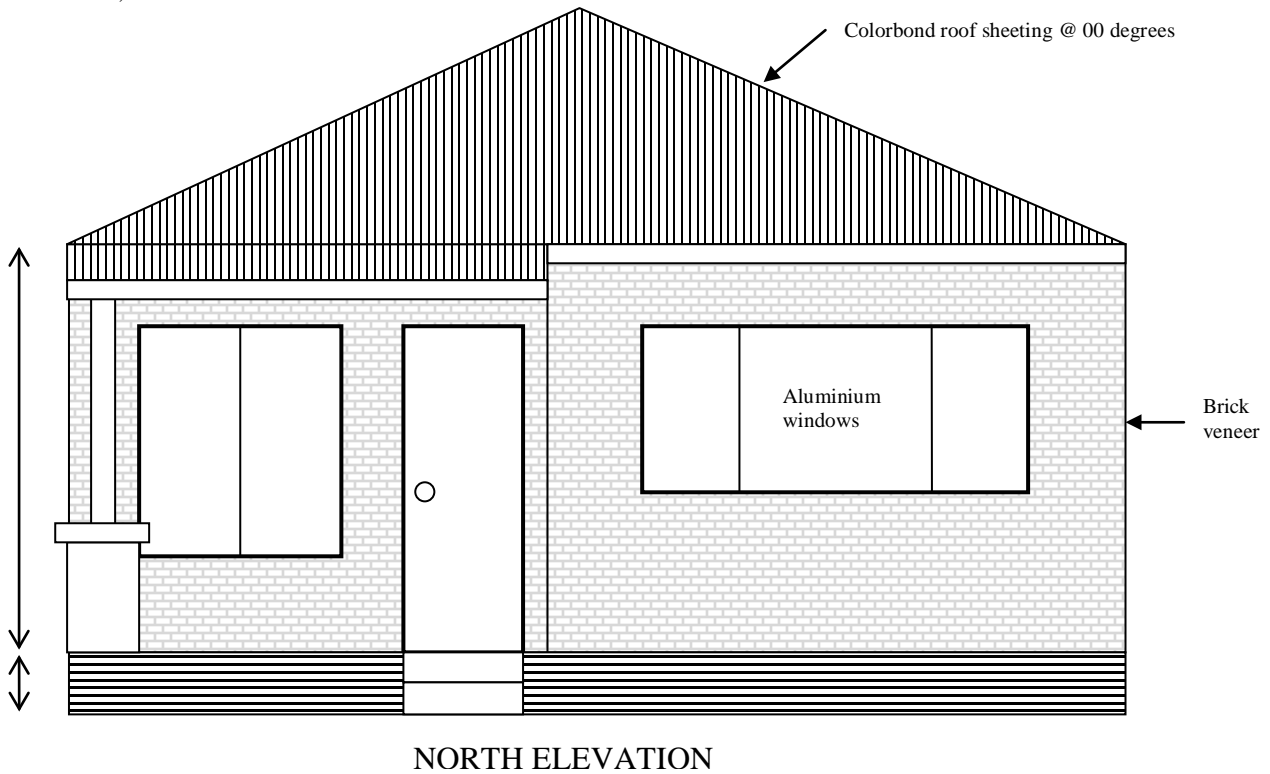 Colorbond roof sheeting @ 00 degrees
Aluminium
windows
Brick
veneer
NORTH ELEVATION